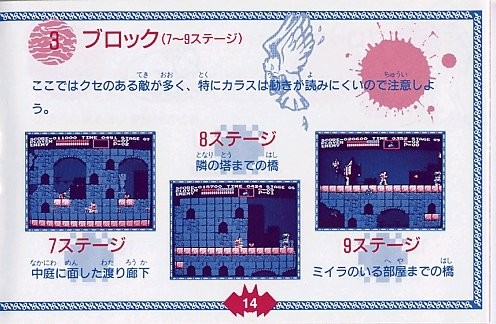 3 ブロック(7〜9ステージ)
ここではクセのある敵が多く、特にカラスは動きが読みにくいので注意しよ
う。
8ステージ
隣の塔までの橋
7ステージ
中庭に面した渡り廊下
9ステージ
ミイラのいる部屋までの橋
14